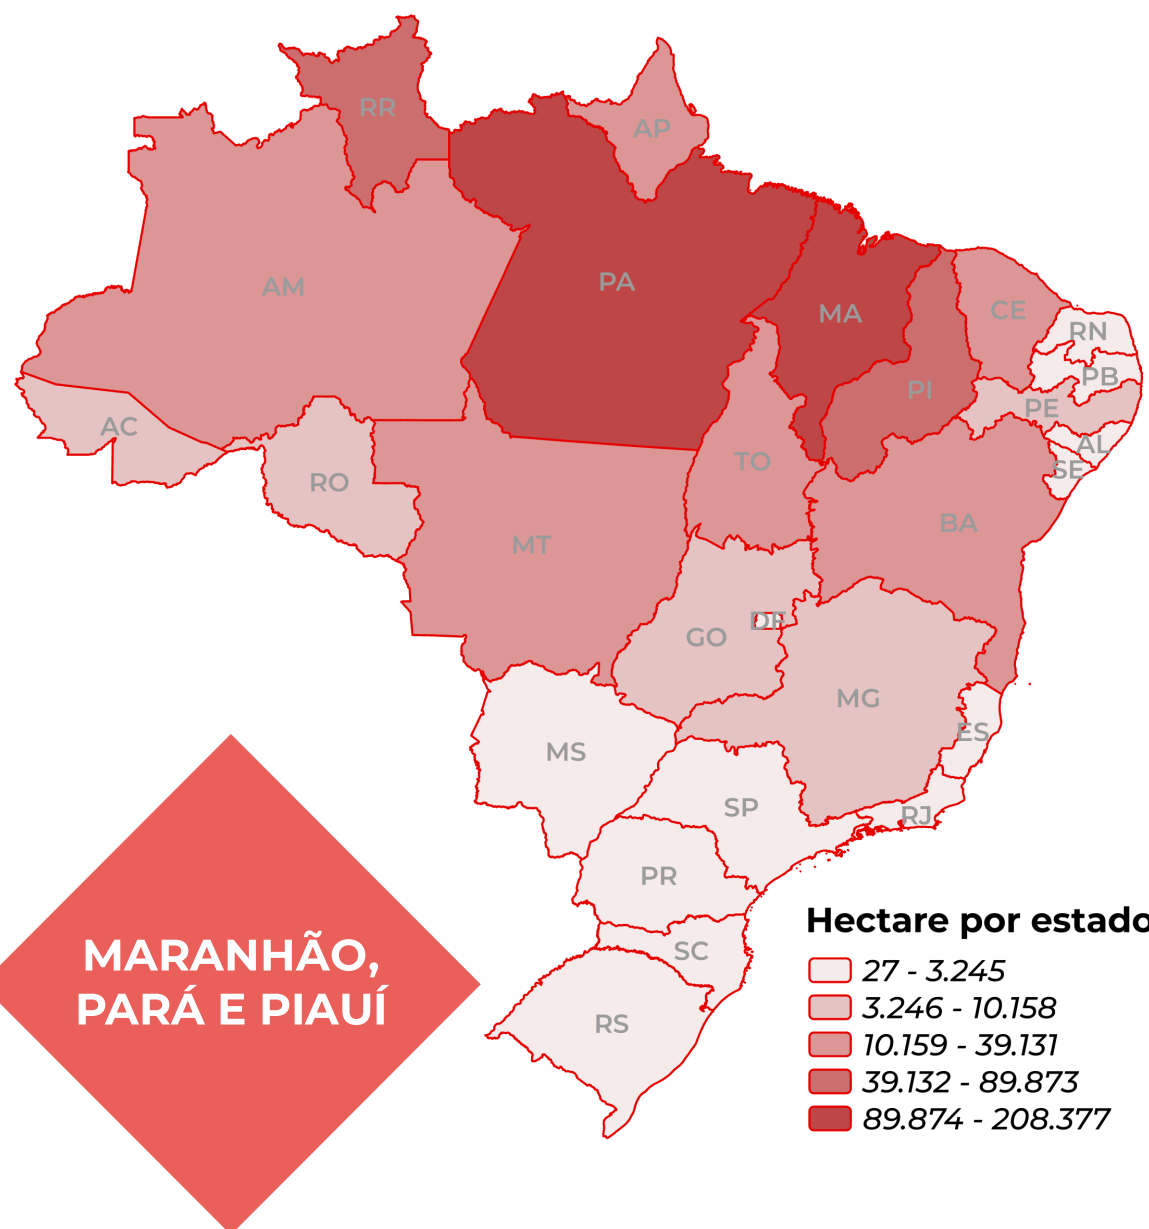 RR
AP
AM
PA
MA
CE
RN
PB
PI
PE
AC
AL
TO
SE
RO
BA
MT
DF
GO
MG
ES
MS
SP
RJ
PR
SC
RS
MARANHÃO,
PARÁ E PIAUÍ
Hectare por estado
27 - 3.245
3.246 - 10.158
10.159 - 39.131
39.132 - 89.873
89.874 - 208.377